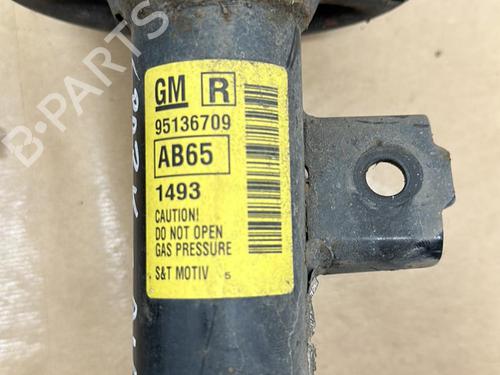 GM R
95136709
AB65
1493
CAUTION!
DO NOT OPEN
GAS PRESSURE
S&T MOTIV 5
B-PARTS